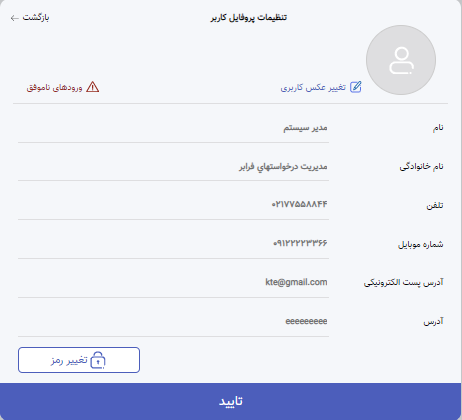 تنظیمات پروفایل کاربر
بازگشت
تغییر عکس کاربری
ورودهای ناموفق
نام
مدیر سیستم
نام خانوادگی
مدیریت درخواستهاي فرابر
تلفن
۰۲۱۷۷۵۵۸۸۴۴
شماره موبایل
۰۹۱۲۲۲۲۳۳۶۶
آدرس پست الکترونیکی
kte@gmail.com
آدرس
eeeeeeeee
تغییر رمز
تایید